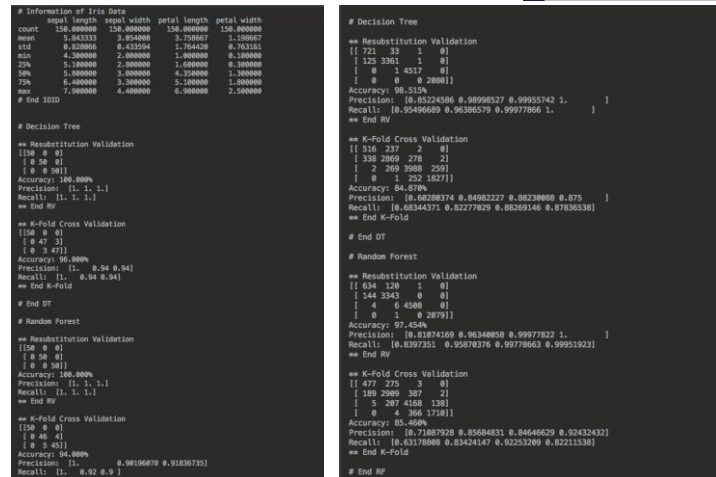 # Information of Iris Data
sepal length  sepal width  petal length  petal width
count    150.000000   150.000000    150.000000   150.000000
mean       5.843333     3.054000      3.758667     1.198667
std        0.828066     0.433594      1.764420     0.763161
min        4.300000     2.000000      1.000000     0.100000
25%        5.100000     2.800000      1.600000     0.300000
50%        5.800000     3.000000      4.350000     1.300000
75%        6.400000     3.300000      5.100000     1.800000
max        7.900000     4.400000      6.900000     2.500000
# End IOID
# Decision Tree
** Resubstitution Validation
[[50  0  0]
[ 0 50  0]
[ 0  0 50]]
Accuracy: 100.000%
Precision:  [1. 1. 1.]
Recall: [1. 1. 1.]
** End RV
** K-Fold Cross Validation
[[50  0  0]
[ 0 47  3]
[ 0  3 47]]
Accuracy: 96.000%
Precision: [1.   0.94 0.94]
Recall: [1.   0.94 0.94]
** End K-Fold
# End DT
# Random Forest
** Resubstitution Validation
[[50  0  0]
[ 0 50  0]
[ 0  0 50]]
Accuracy: 100.000%
Precision:  [1. 1. 1.]
Recall: [1. 1. 1.]
** End RV
** K-Fold Cross Validation
[[50  0  0]
[ 0 46  4]
[ 0  5 45]]
Accuracy: 94.000%
Precision: [1.         0.90196078 0.91836735]
Recall: [1.   0.92 0.9 ]
# Decision Tree
** Resubstitution Validation
[[ 721   33    1    0]
[ 125 3361    1    0]
[   0    1 4517    0]
[   0    0    0 2080]]
Accuracy: 98.515%
Precision:  [0.85224586 0.98998527 0.99955742 1.        ]
Recall: [0.95496689 0.96386579 0.99977866 1.        ]
** End RV
** K-Fold Cross Validation
[[ 516  237    2    0]
[ 338 2869  278    2]
[   2  269 3988  259]
[   0    1  252 1827]]
Accuracy: 84.870%
Precision:  [0.60280374 0.84982227 0.88230088 0.875     ]
Recall: [0.68344371 0.82277029 0.88269146 0.87836538]
** End K-Fold
# End DT
# Random Forest
** Resubstitution Validation
[[ 634  120    1    0]
[ 144 3343    0    0]
[   4    6 4508    0]
[   0    1    0 2079]]
Accuracy: 97.454%
Precision:  [0.81074169 0.96340058 0.99977822 1.        ]
Recall: [0.8397351  0.95870376 0.99778663 0.99951923]
** End RV
** K-Fold Cross Validation
[[ 477  275    3    0]
[ 189 2909  387    2]
[   5  207 4168  138]
[   0    4  366 1710]]
Accuracy: 85.460%
Precision:  [0.71087928 0.85684831 0.84646629 0.92432432]
Recall: [0.63178808 0.83424147 0.92253209 0.82211538]
** End K-Fold
# End RF